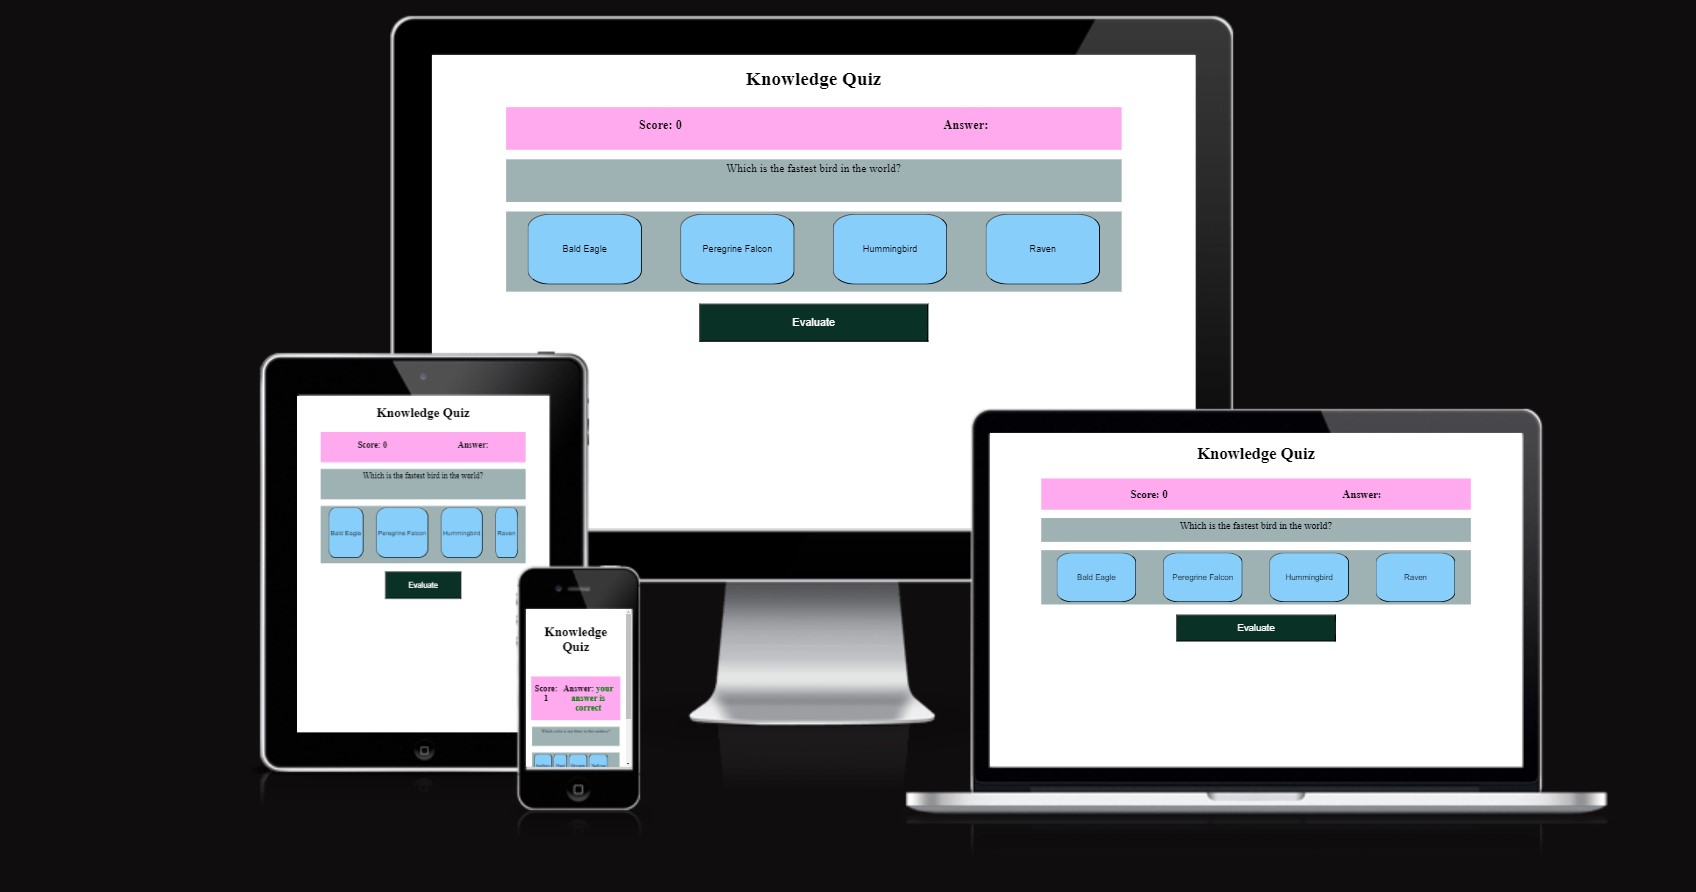 Knowledge Quiz
Score: 0 Answer:
Which is the fastest bird in the world?
Bald Eagle Peregrine Falcon Hummingbird Raven
Evaluate
Knowledge Quiz
Score: 0 Answer:
Which is the fastest bird in the world?
Bald Eagle Peregrine Falcon Hummingbird Raven
Evaluate
Knowledge
Quiz
Score: Answer: your
1 answer is
correct
Knowledge Quiz
Score: 0 Answer:
Which is the fastest bird in the world?
Bald Eagle Peregrine Falcon Hummingbird Raven
Evaluate